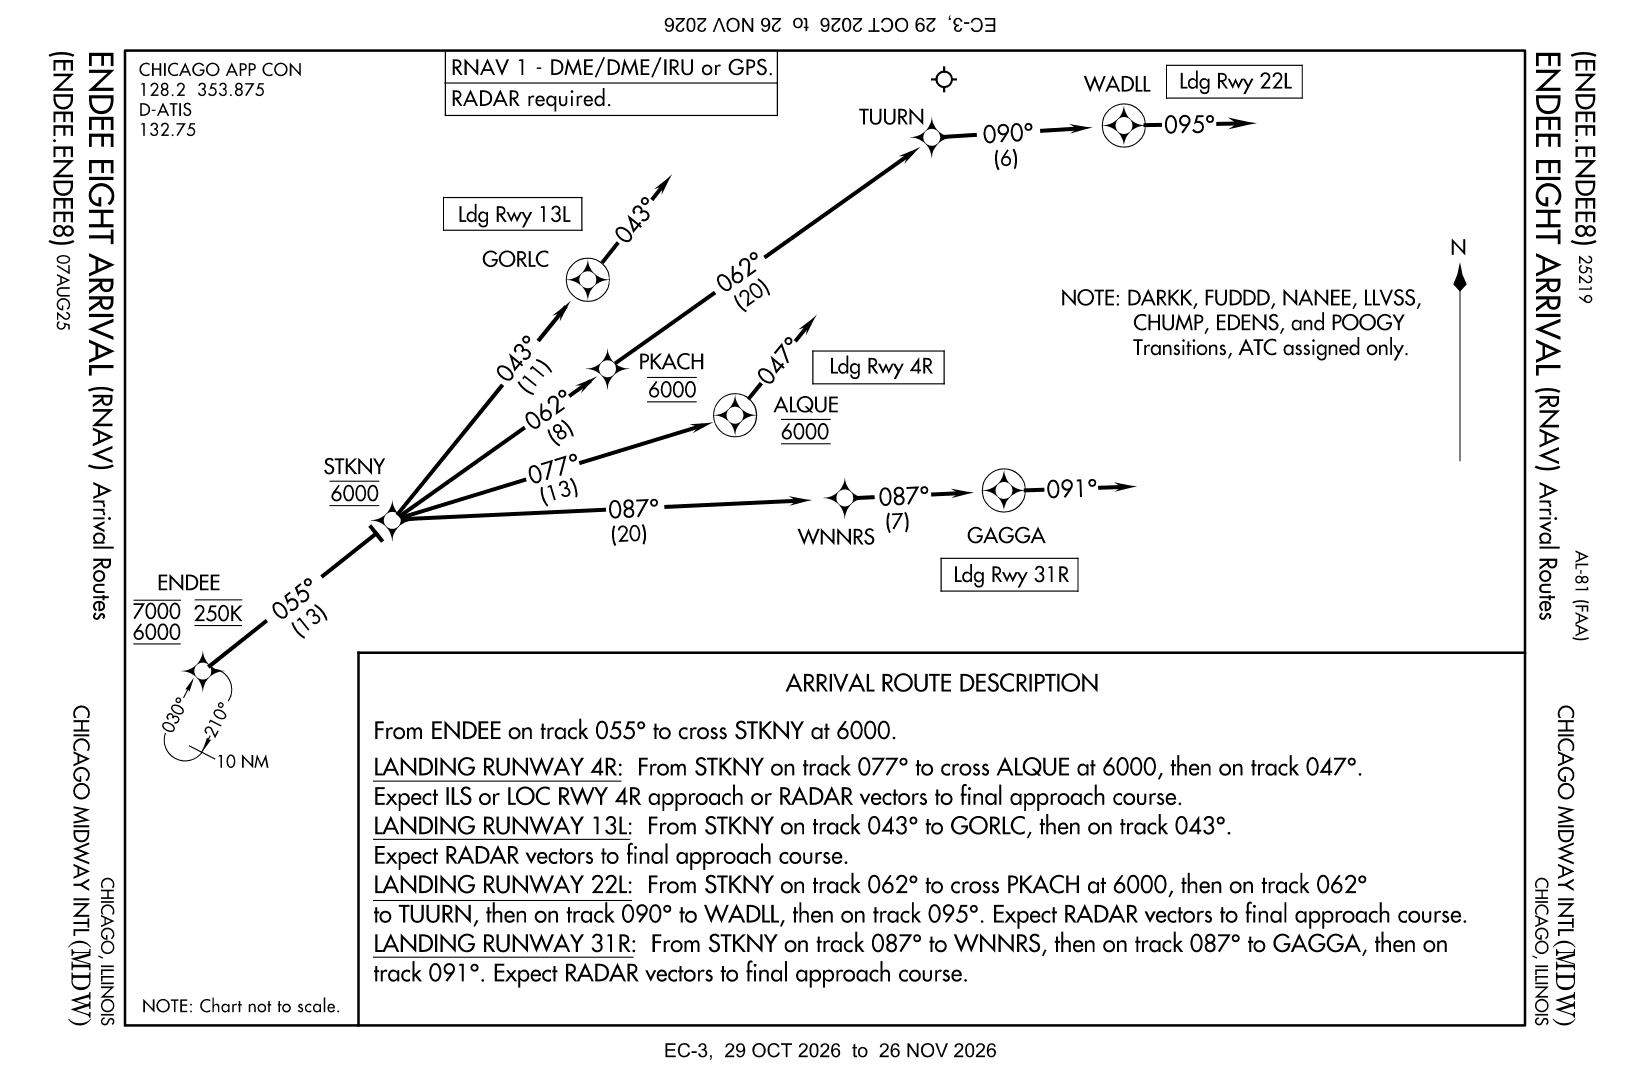 EC-3, 29 OCT 2026 to 26 NOV 2026
(ENDEE.ENDEE8) 07AUG25
ENDEE EIGHT ARRIVAL (RNAV) Arrival Routes
CHICAGO MIDWAY INTL (MDW)
CHICAGO, ILLINOIS
CHICAGO APP CON
128.2 353.875
D-ATIS
132.75
RNAV 1 - DME/DME/IRU or GPS.
RADAR required.
WADLL
Ldg Rwy 22L
TUURN
090°
(6)
095°
Ldg Rwy 13L
043°
GORLC
062°
(20)
N
NOTE: DARKK, FUDDD, NANEE, LLVSS,
CHUMP, EDENS, and POOGY
Transitions, ATC assigned only.
043°
(11)
PKACH
6000
047°
Ldg Rwy 4R
062°
(8)
ALQUE
6000
STKNY
6000
077°
(13)
087°
(20)
WNNRS
087°
(7)
GAGGA
091°
Ldg Rwy 31R
ENDEE
7000 250K
6000
055°
(13)
030°
210°
10 NM
ARRIVAL ROUTE DESCRIPTION
From ENDEE on track 055° to cross STKNY at 6000.
LANDING RUNWAY 4R: From STKNY on track 077° to cross ALQUE at 6000, then on track 047°.
Expect ILS or LOC RWY 4R approach or RADAR vectors to final approach course.
LANDING RUNWAY 13L: From STKNY on track 043° to GORLC, then on track 043°.
Expect RADAR vectors to final approach course.
LANDING RUNWAY 22L: From STKNY on track 062° to cross PKACH at 6000, then on track 062°
to TUURN, then on track 090° to WADLL, then on track 095°. Expect RADAR vectors to final approach course.
LANDING RUNWAY 31R: From STKNY on track 087° to WNNRS, then on track 087° to GAGGA, then on
track 091°. Expect RADAR vectors to final approach course.
NOTE: Chart not to scale.
(ENDEE.ENDEE8) 25219
ENDEE EIGHT ARRIVAL (RNAV) Arrival Routes
AL-81 (FAA)
CHICAGO MIDWAY INTL (MDW)
CHICAGO, ILLINOIS
EC-3, 29 OCT 2026 to 26 NOV 2026